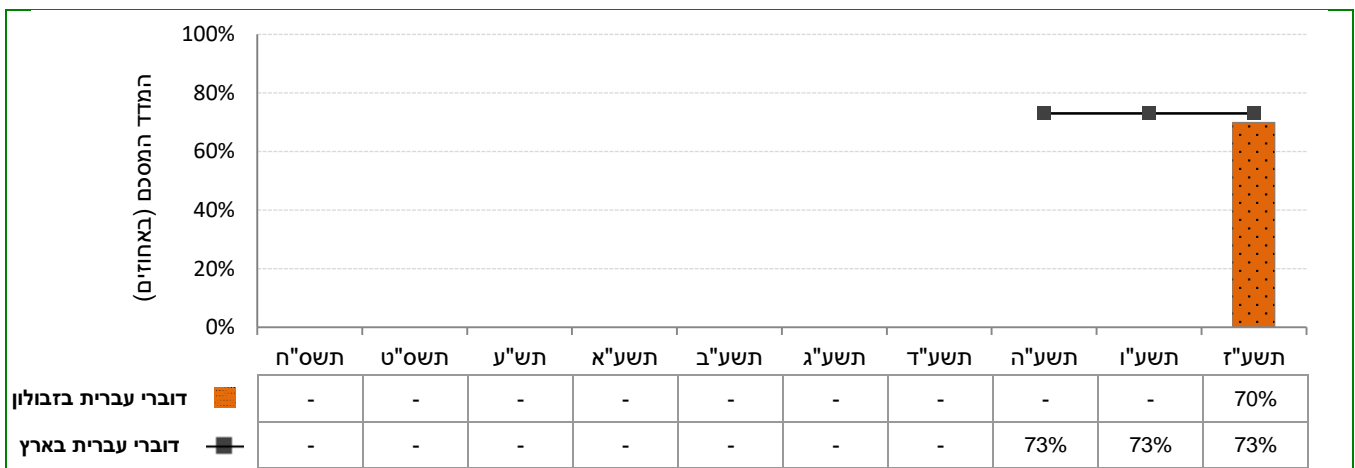 המדד המסכם (באחוזים)
100%
80%
60%
40%
20%
0%
תשס"ח תשס"ט תש"ע תשע"א תשע"ב תשע"ג תשע"ד תשע"ה תשע"ו תשע"ז
דוברי עברית בזבולון - - - - - - - - - 70%
דוברי עברית בארץ - - - - - - - 73% 73% 73%